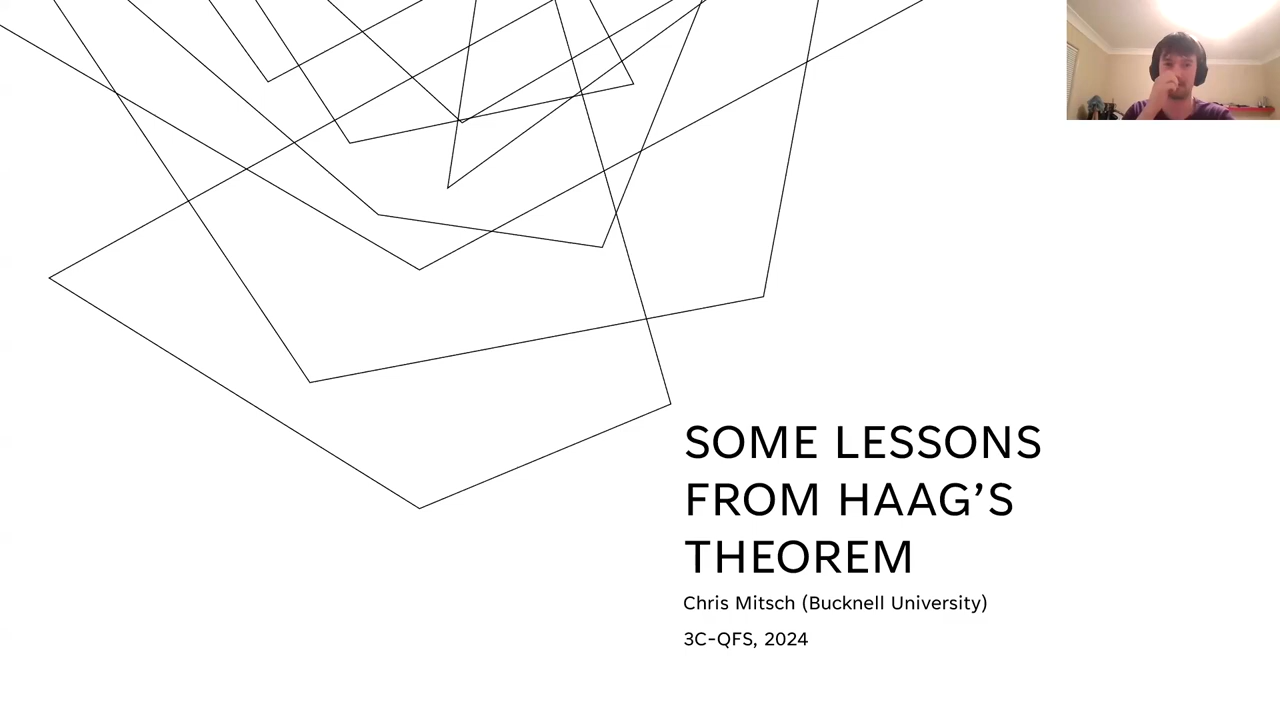 SOME LESSONS
FROM HAAG’S
THEOREM
Chris Mitsch (Bucknell University)
3C-QFS, 2024